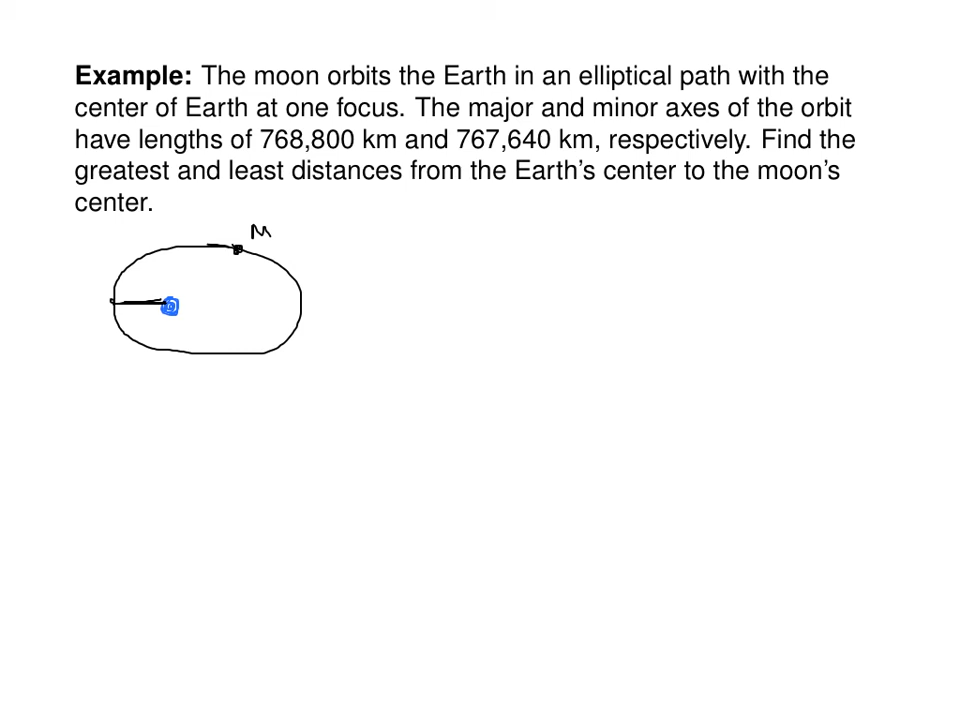 Example: The moon orbits the Earth in an elliptical path with the
center of Earth at one focus. The major and minor axes of the orbit
have lengths of 768,800 km and 767,640 km, respectively. Find the
greatest and least distances from the Earth's center to the moon's
center.
M